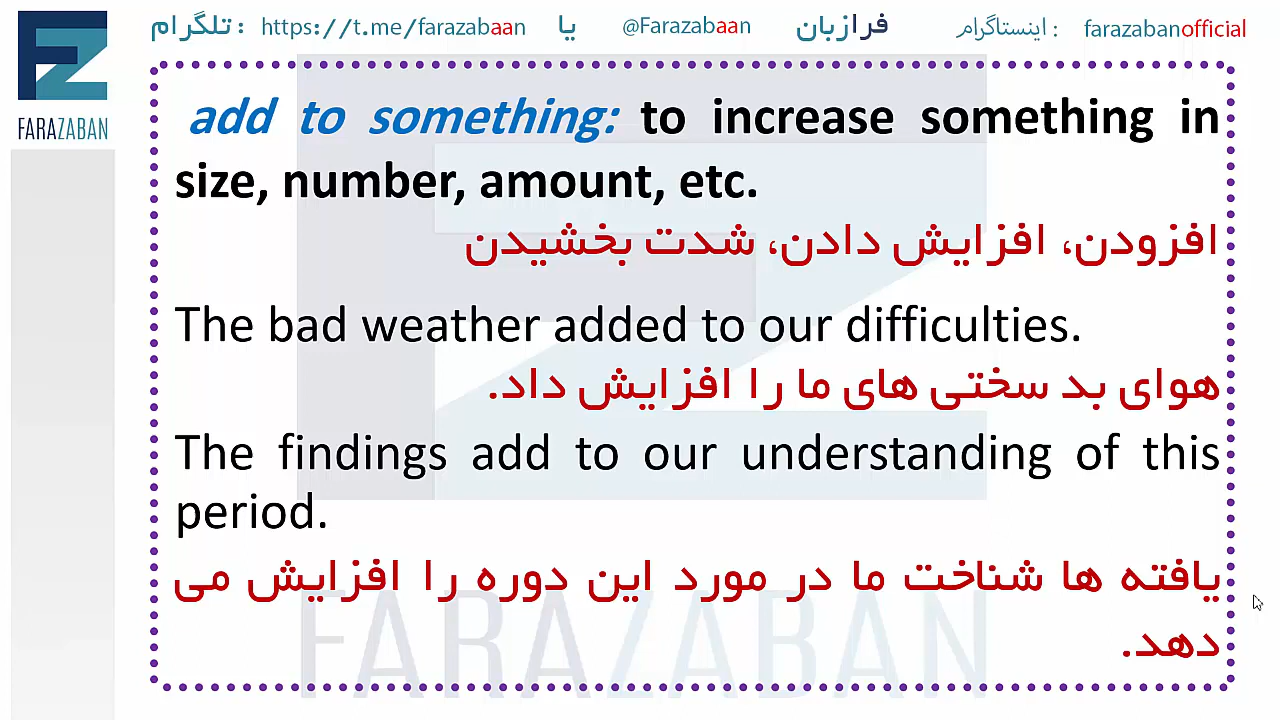 تلگرام : https://t.me/farazabaan یا @Farazabaan فرازبان اینستاگرام : farazabanofficial
FARAZABAN
add to something: to increase something in
size, number, amount, etc.
افزودن، افزایش دادن، شدت بخشیدن
The bad weather added to our difficulties.
هوای بد سختی های ما را افزایش داد.
The findings add to our understanding of this
period.
یافته ها شناخت ما در مورد این دوره را افزایش می
دهد.
FARAZABAN